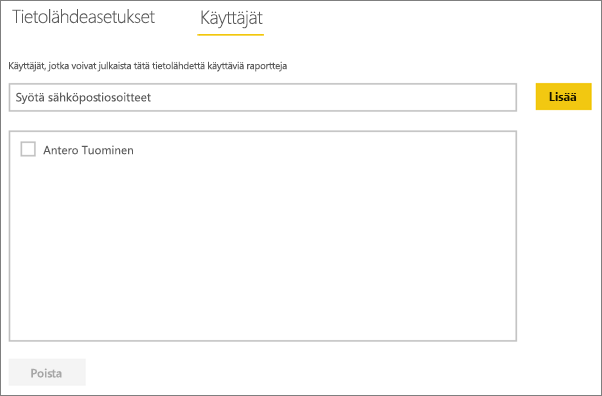 Tietolähdeasetukset Käyttäjät
Käyttäjät, jotka voivat julkaista tätä tietolähdettä käyttäviä raportteja
Syötä sähköpostiosoitteet
Lisää
Antero Tuominen
Poista